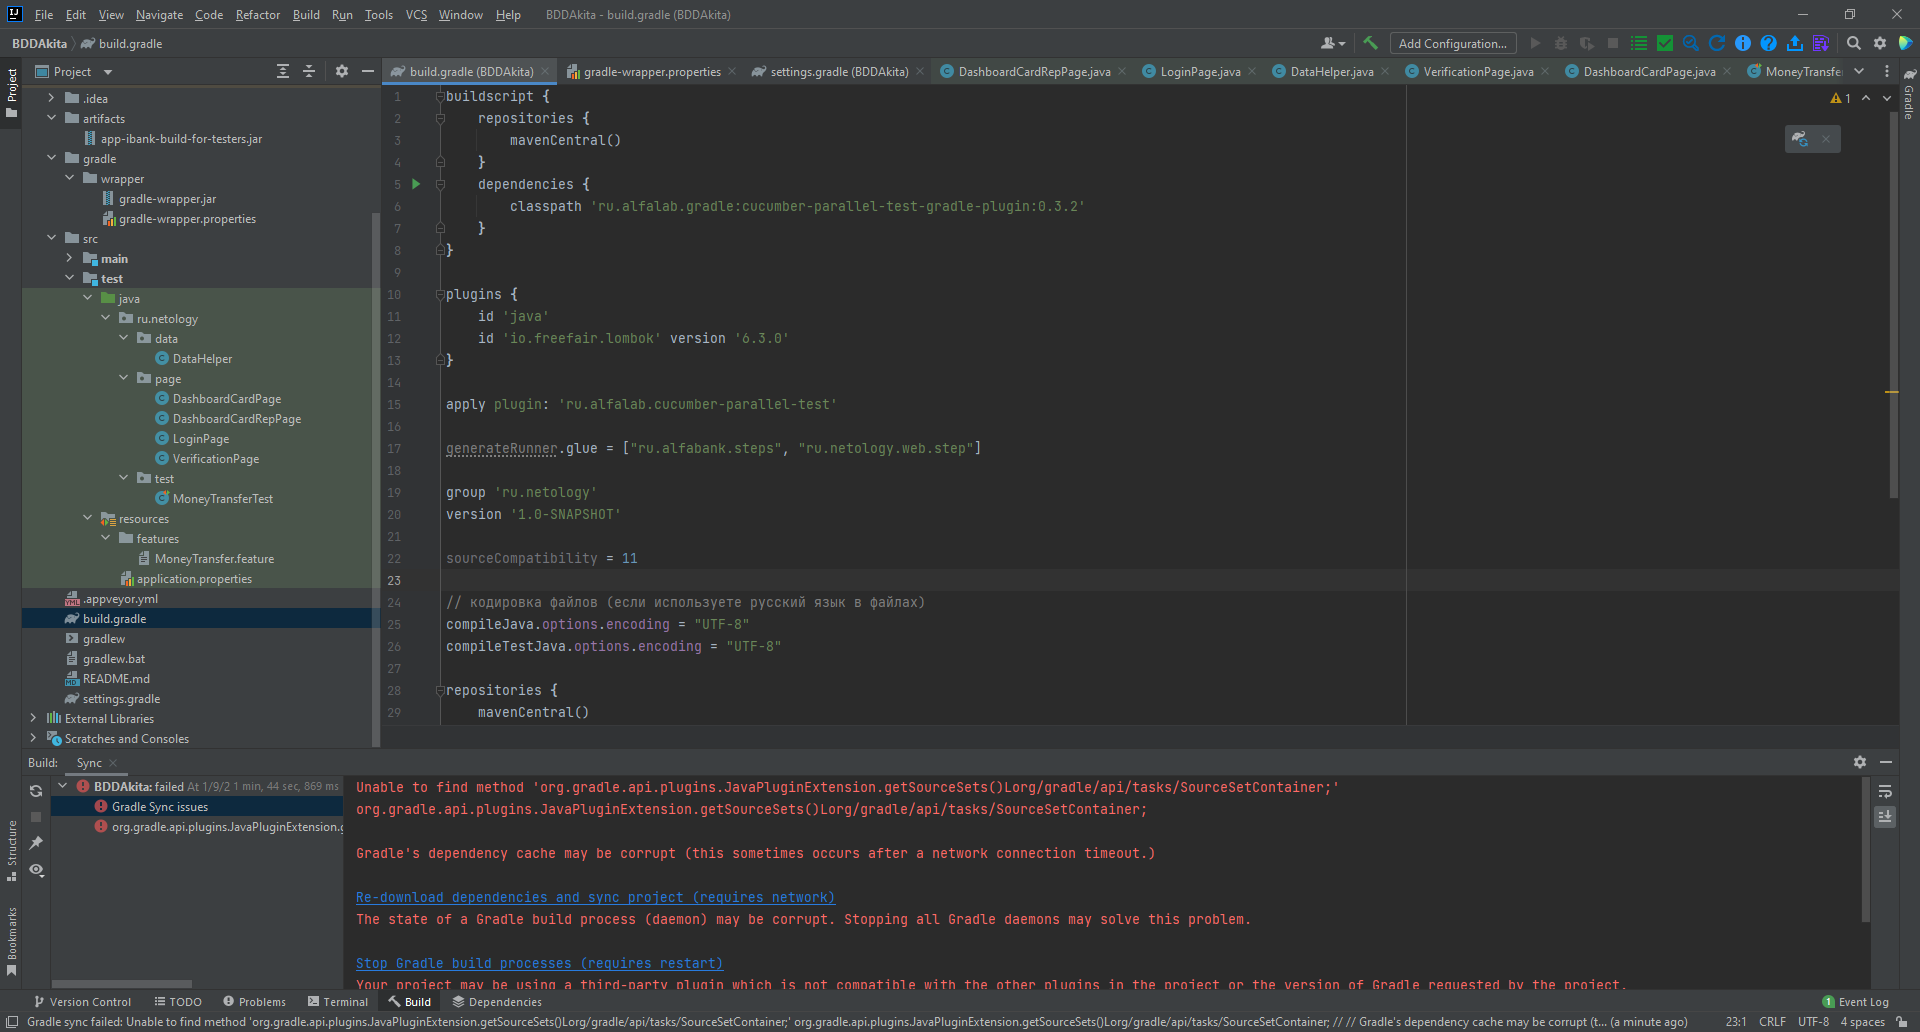 File Edit View Navigate Code Refactor Build Run Tools VCS Window Help BDDAkita - build.gradle (BDDAkita)
BDDAkita build.gradle Add Configuration...
Project
build.gradle (BDDAkita) gradle-wrapper.properties settings.gradle (BDDAkita) DashboardCardRepPage.java LoginPage.java DataHelper.java VerificationPage.java DashboardCardPage.java MoneyTransfe
Project
Gradle
.idea
artifacts
app-ibank-build-for-testers.jar
gradle
wrapper
gradle-wrapper.jar
gradle-wrapper.properties
src
main
test
java
ru.netology
data
DataHelper
page
DashboardCardPage
DashboardCardRepPage
LoginPage
VerificationPage
test
MoneyTransferTest
resources
features
MoneyTransfer.feature
application.properties
.appveyor.yml
build.gradle
gradlew
gradlew.bat
README.md
settings.gradle
External Libraries
Scratches and Consoles
1 buildscript {
2 repositories {
3 mavenCentral()
4 }
5 dependencies {
6 classpath 'ru.alfalab.gradle:cucumber-parallel-test-gradle-plugin:0.3.2'
7 }
8 }
9
10 plugins {
11 id 'java'
12 id 'io.freefair.lombok' version '6.3.0'
13 }
14
15 apply plugin: 'ru.alfalab.cucumber-parallel-test'
16
17 generateRunner.glue = ["ru.alfabank.steps", "ru.netology.web.step"]
18
19 group 'ru.netology'
20 version '1.0-SNAPSHOT'
21
22 sourceCompatibility = 11
23
24 // кодировка файлов (если используете русский язык в файлах)
25 compileJava.options.encoding = "UTF-8"
26 compileTestJava.options.encoding = "UTF-8"
27
28 repositories {
29 mavenCentral()
1
Build: Sync
BDDAkita: failed At 1/9/2 1 min, 44 sec, 869 ms
Gradle Sync issues
org.gradle.api.plugins.JavaPluginExtension.g
Unable to find method 'org.gradle.api.plugins.JavaPluginExtension.getSourceSets()Lorg/gradle/api/tasks/SourceSetContainer;'
org.gradle.api.plugins.JavaPluginExtension.getSourceSets()Lorg/gradle/api/tasks/SourceSetContainer;
Gradle's dependency cache may be corrupt (this sometimes occurs after a network connection timeout.)
Re-download dependencies and sync project (requires network)
The state of a Gradle build process (daemon) may be corrupt. Stopping all Gradle daemons may solve this problem.
Stop Gradle build processes (requires restart)
Your project may be using a third-party plugin which is not compatible with the other plugins in the project or the version of Gradle requested by the project.
Structure
Bookmarks
Version Control TODO Problems Terminal Build Dependencies 1 Event Log
Gradle sync failed: Unable to find method 'org.gradle.api.plugins.JavaPluginExtension.getSourceSets()Lorg/gradle/api/tasks/SourceSetContainer;' org.gradle.api.plugins.JavaPluginExtension.getSourceSets()Lorg/gradle/api/tasks/SourceSetContainer; // // Gradle's dependency cache may be corrupt (t... (a minute ago) 23:1 CRLF UTF-8 4 spaces